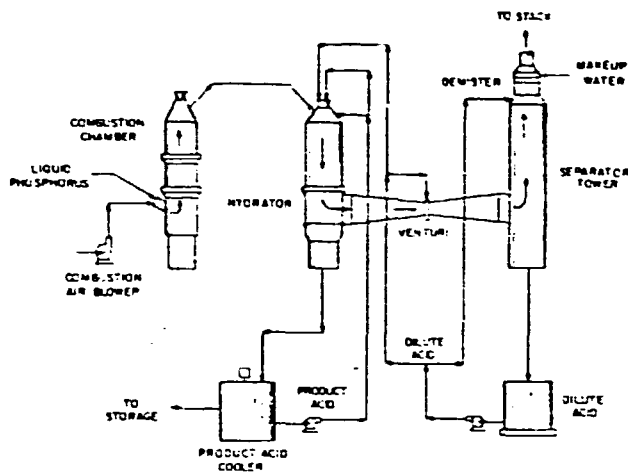 TO STACK
MAKEUP
WATER
DEMISTER
COMBUSTION
CHAMBER
LIQUID
PHOSPHORUS
HYDRATOR
SEPARATOR
TOWER
VENTURI
COMBUSTION
AIR BLOWER
DILUTE
ACID
TO
STORAGE
PRODUCT
ACID
DILUTE
ACID
PRODUCT ACID
COOLER